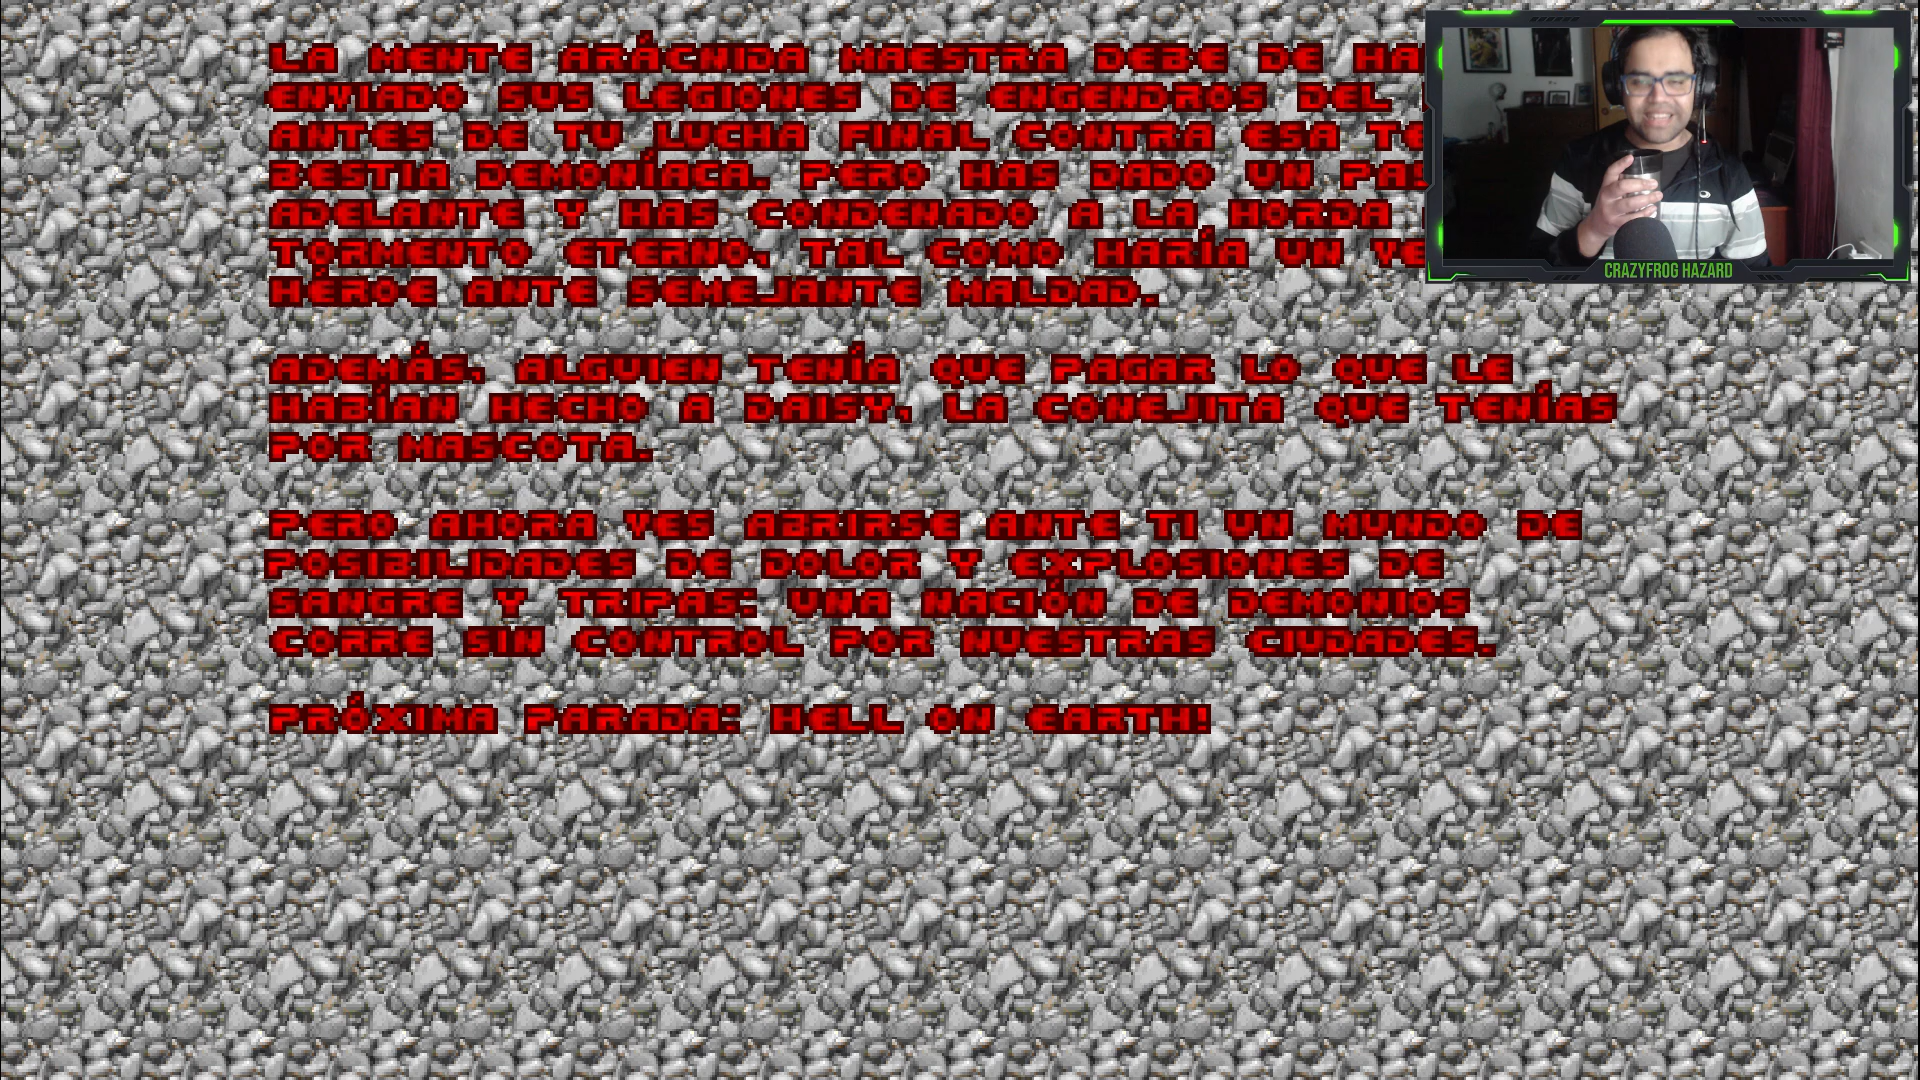 LA MENTE ARÁCNIDA MAESTRA DEBE DE
ENVIADO SUS LEGIONES DE ENGENDROS DEL
ANTES DE TU LUCHA FINAL CONTRA ESA
BESTIA DEMONÍACA. PERO HAS DADO UN
ADELANTE Y HAS CONDENADO A LA HORDA
TORMENTO ETERNO, TAL COMO HARÍA UN
HÉROE ANTE SEMEJANTE MALDAD.
ADEMÁS, ALGUIEN TENÍA QUE PAGAR LO QUE LE
HABÍAN HECHO A DAISY, LA CONEJITA QUE TENÍAS
POR MASCOTA.
PERO AHORA VES ABRIRSE ANTE TI UN MUNDO DE
POSIBILIDADES DE DOLOR Y EXPLOSIONES DE
SANGRE Y TRIPAS: UNA NACIÓN DE DEMONIOS
CORRE SIN CONTROL POR NUESTRAS CIUDADES.
PRÓXIMA PARADA: HELL ON EARTH!
CRAZYFROG HAZARD